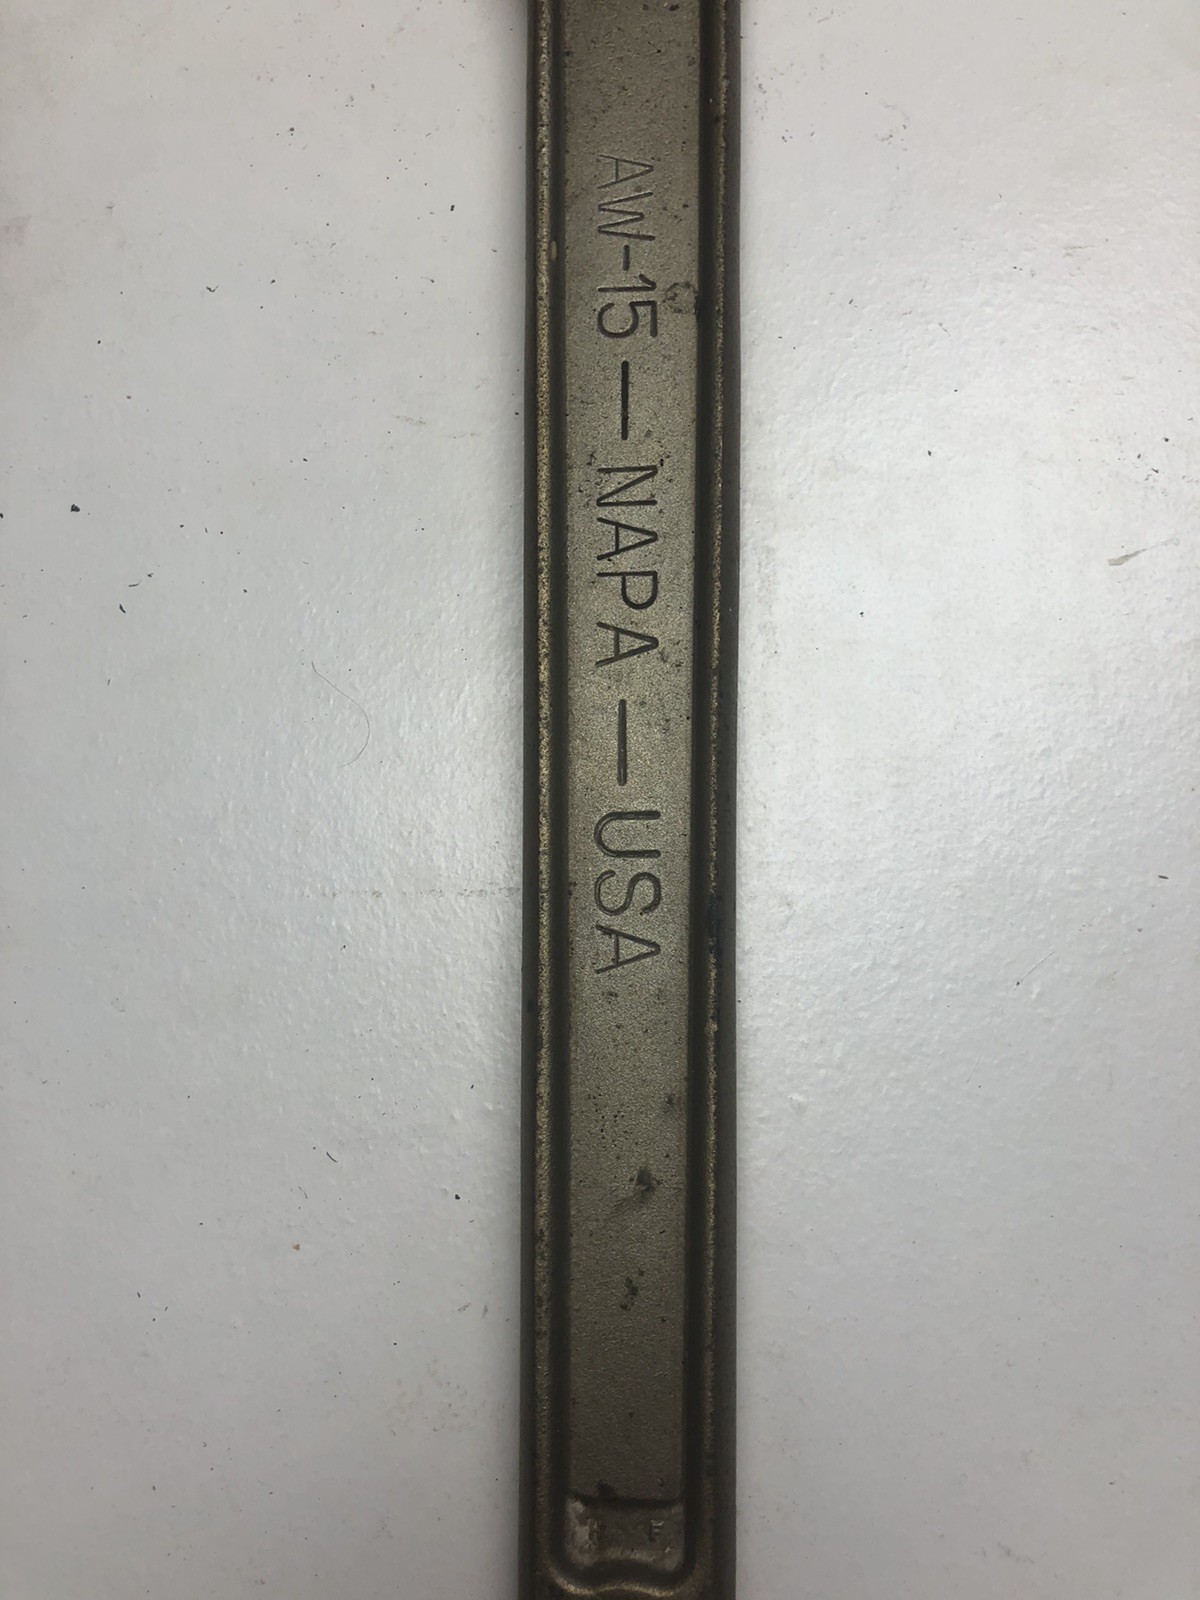 AW-15 — NAPA — USA